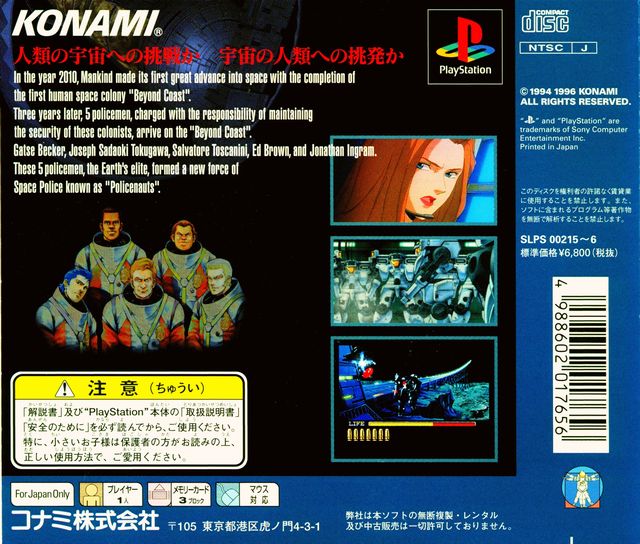 KONAMI®
人類の宇宙への挑戦か 宇宙の人類への挑発か
In the year 2010, Mankind made its first great advance into space with the completion of
the first human space colony "Beyond Coast".
Three years later, 5 policemen, charged with the responsibility of maintaining
the security of these colonists, arrive on the "Beyond Coast".
Gatse Becker, Joseph Sadaoki Tokugawa, Salvatore Toscanini, Ed Brown, and Jonathan Ingram.
These 5 policemen, the Earth's elite, formed a new force of
Space Police known as "Policenauts".
PlayStation
LIFE
注意(ちゅうい)
「解説書」及び"PlayStation"本体の「取扱説明書」
「安全のために」を必ず読んでから、ご使用ください。
特に、小さいお子様は保護者の方がお読みの上、
正しい使用方法で、ご愛用ください。
For Japan Only
プレイヤー
1人
メモリーカード
3ブロック
マウス
対応
コナミ株式会社
〒105 東京都港区虎ノ門4-3-1
弊社は本ソフトの無断複製・レンタル
及び中古販売は一切許可しておりません。
COMPACT
disc
NTSC J
© 1994 1996 KONAMI
ALL RIGHTS RESERVED.
" " and "PlayStation" are
trademarks of Sony Computer
Entertainment Inc.
Printed in Japan
このディスクを権利者の許諾なく賃貸業
に使用することを禁止します。また、
ソフトに含まれるプログラム等著作物
を無断で解析することを禁止します。
SLPS 00215~6
標準価格¥6,800(税抜)
4988602017656